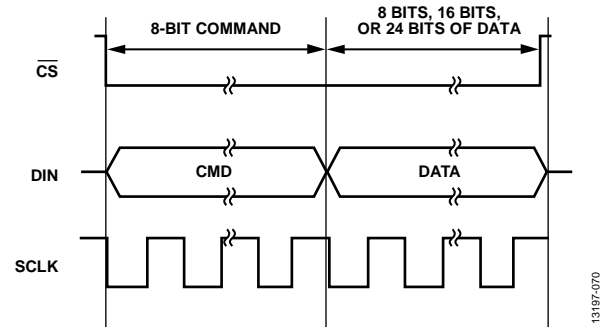 8-BIT COMMAND
8 BITS, 16 BITS,
OR 24 BITS OF DATA
CS
DIN
CMD
DATA
SCLK
13197-070